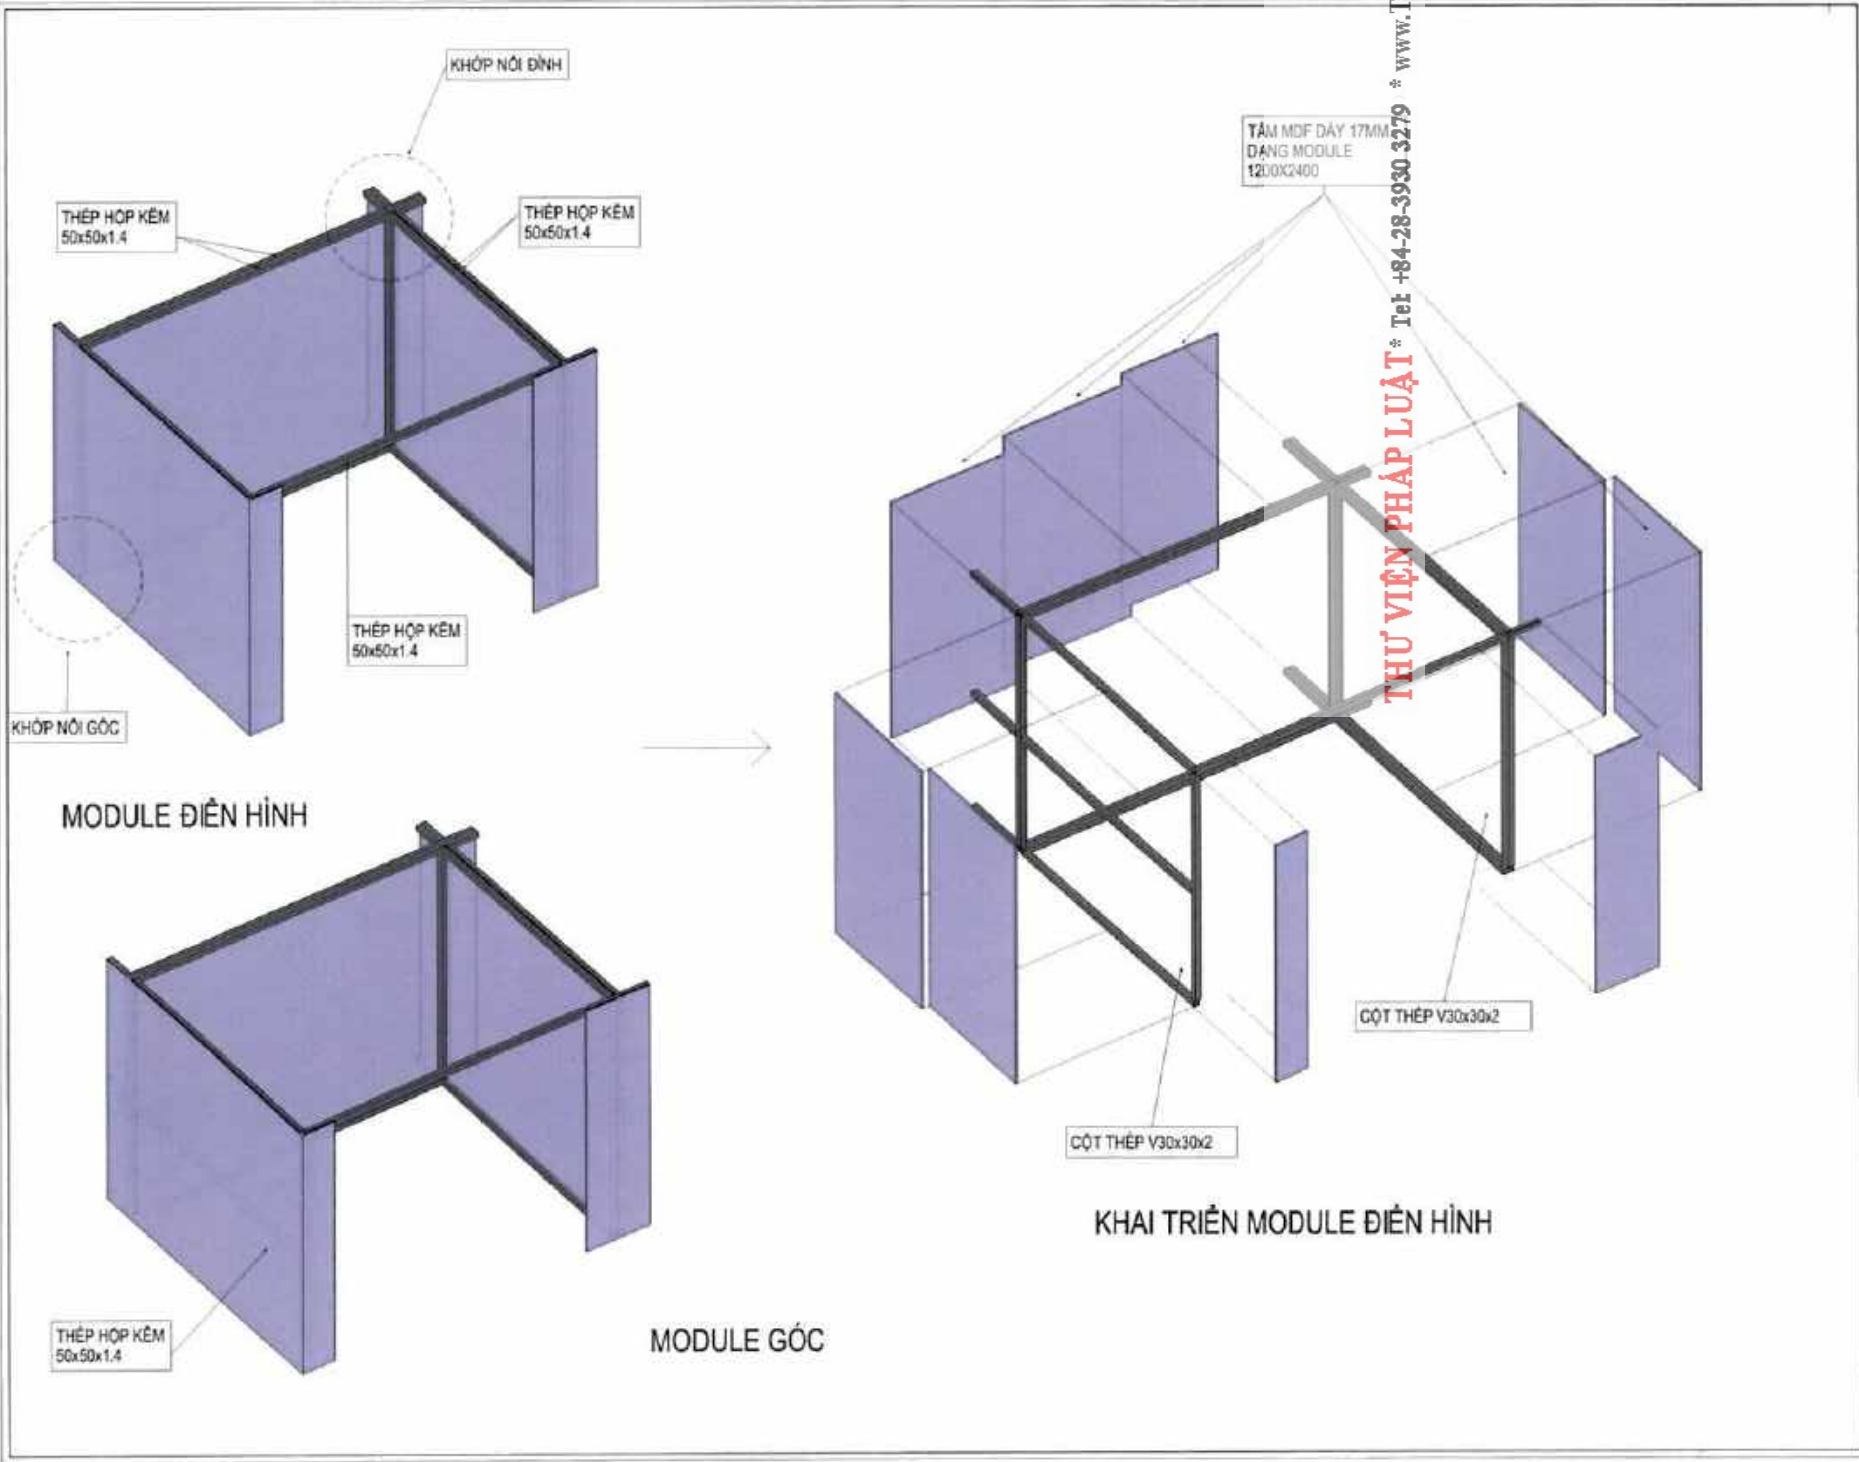 KHỚP NỐI ĐỈNH
THÉP HỘP KẼM
50x50x1.4
THÉP HỘP KẼM
50x50x1.4
THÉP HỘP KẼM
50x50x1.4
KHỚP NỐI GÓC
MODULE ĐIỂN HÌNH
THÉP HỘP KẼM
50x50x1.4
MODULE GÓC
TẤM MDF DÀY 17MM
DẠNG MODULE
1200X2400
CỘT THÉP V30x30x2
CỘT THÉP V30x30x2
KHAI TRIỂN MODULE ĐIỂN HÌNH
THƯ VIỆN PHÁP LUẬT * Tel: +84-28-3930 3279 * www.T